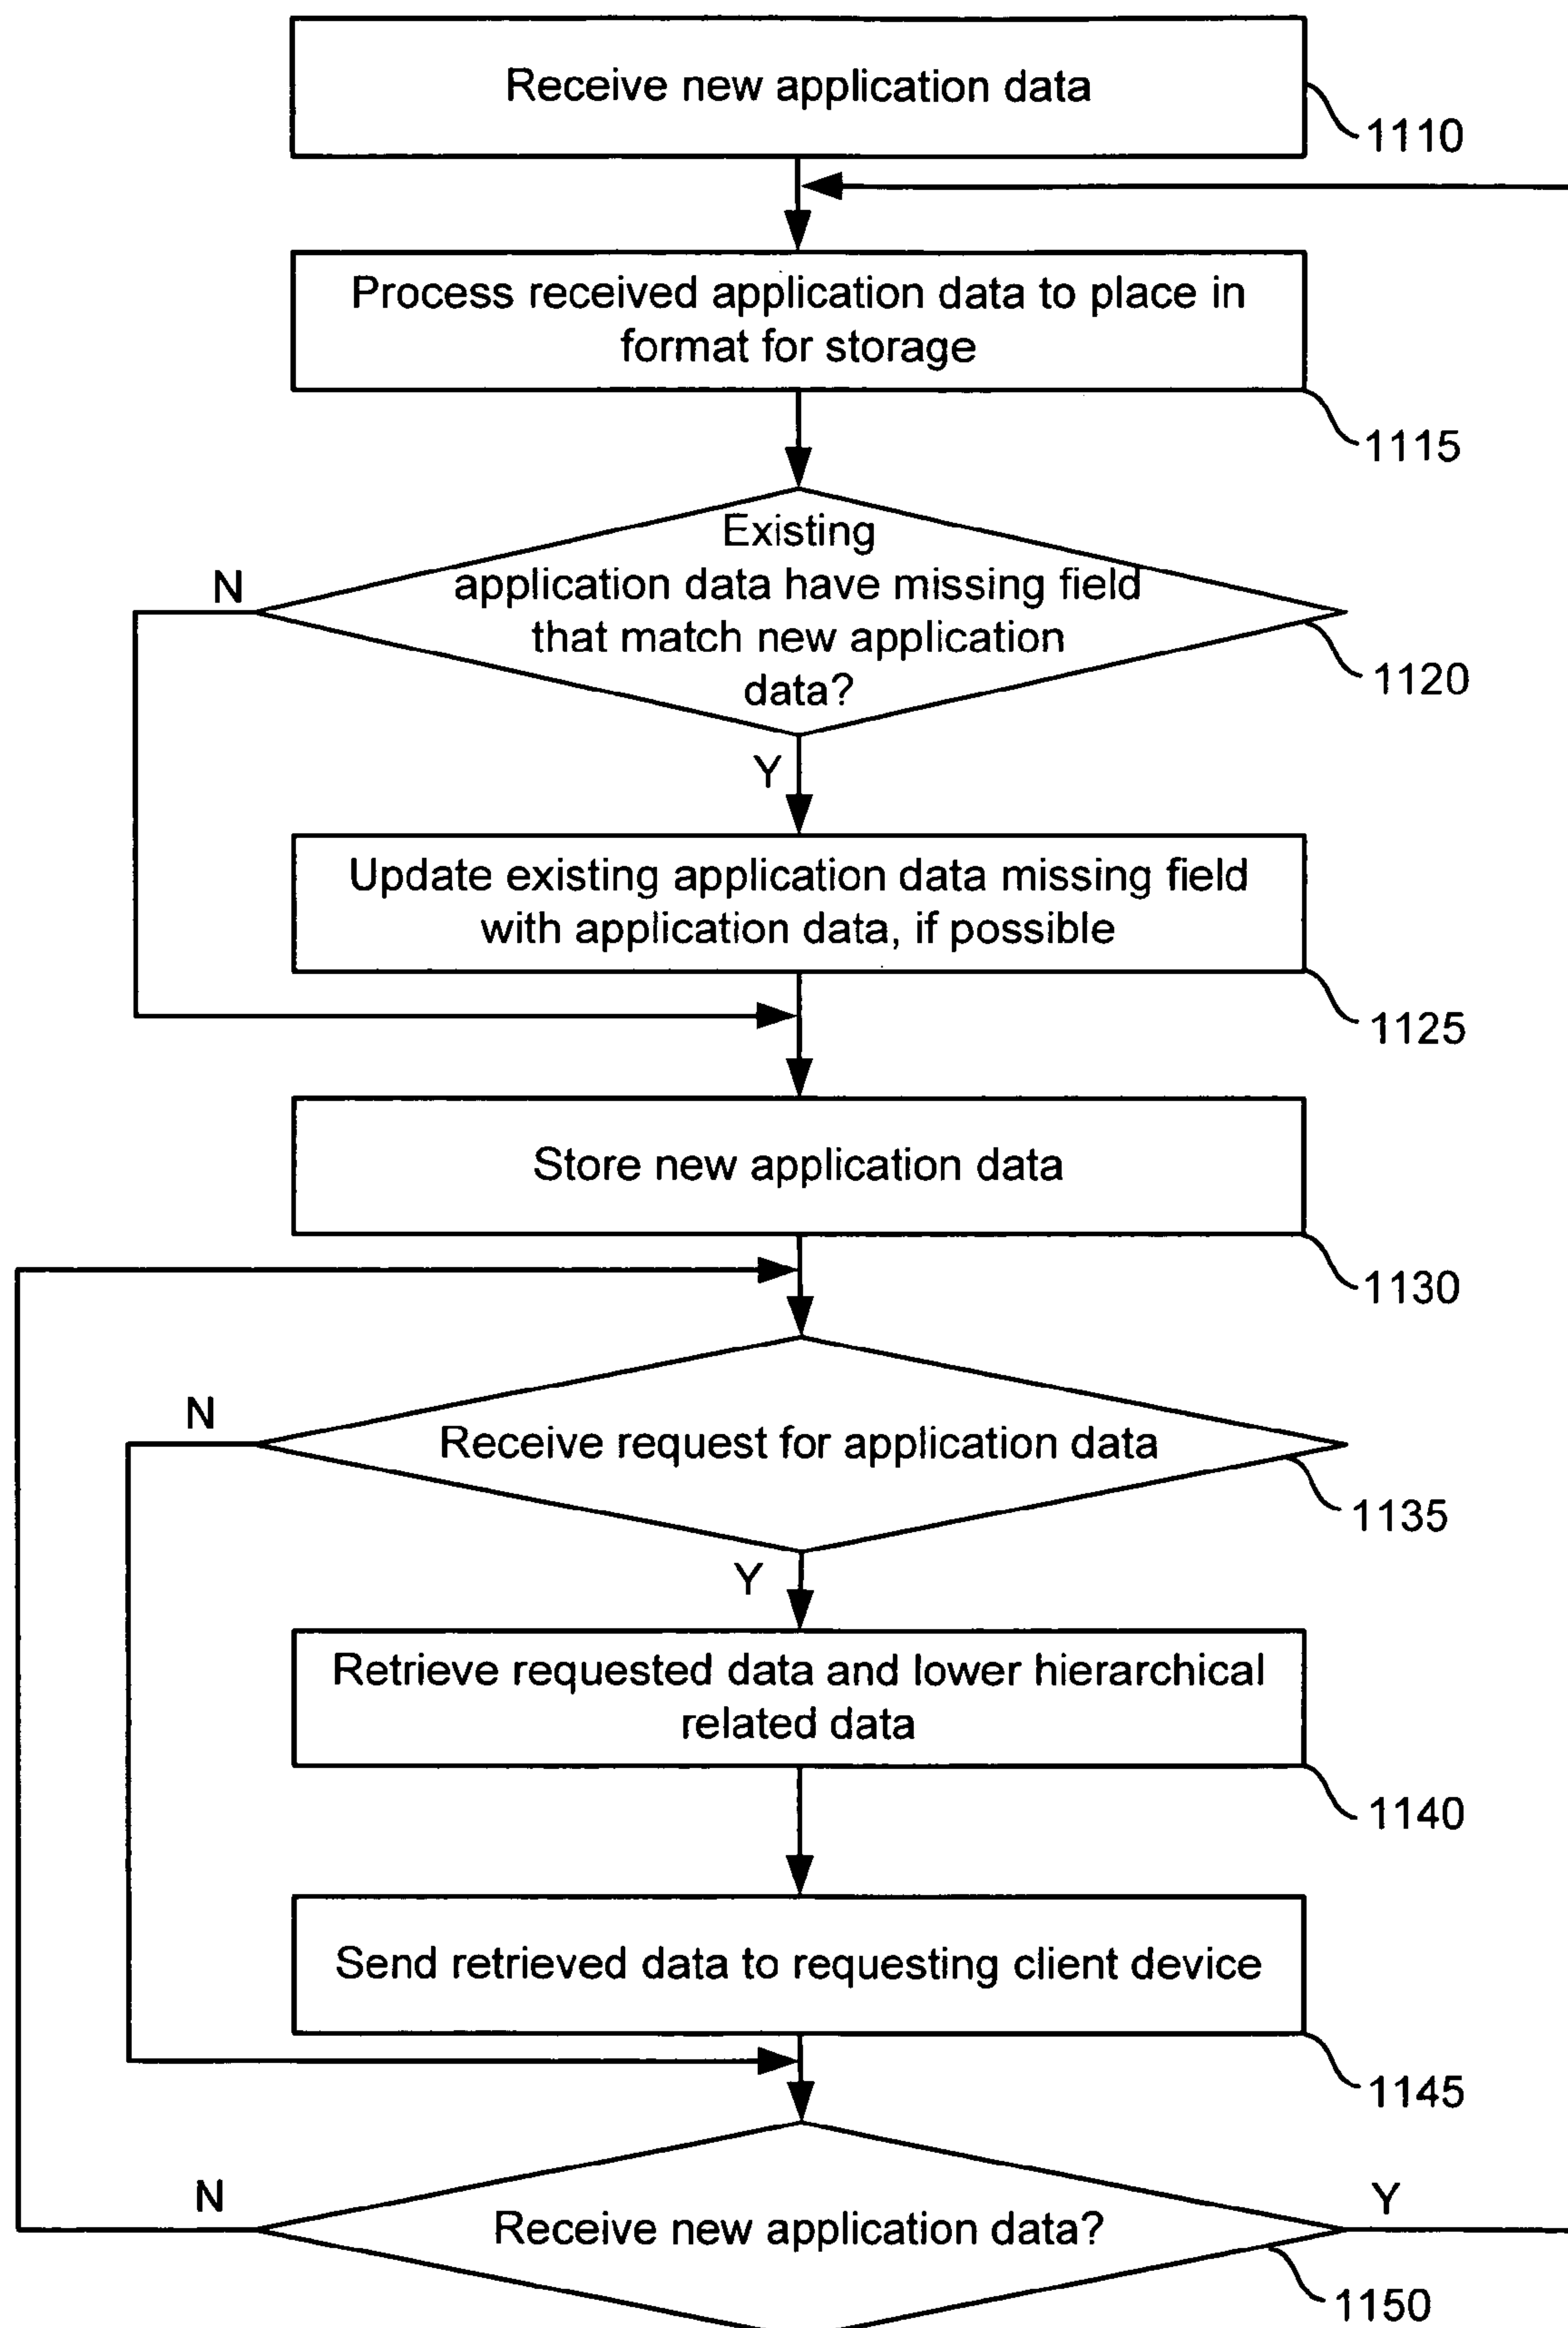 Receive new application data
1110
Process received application data to place in
format for storage
1115
Existing
application data have missing field
that match new application
data?
N
1120
Y
Update existing application data missing field
with application data, if possible
1125
Store new application data
1130
N
Receive request for application data
1135
Y
Retrieve requested data and lower hierarchical
related data
1140
Send retrieved data to requesting client device
1145
N
Receive new application data?
Y
1150